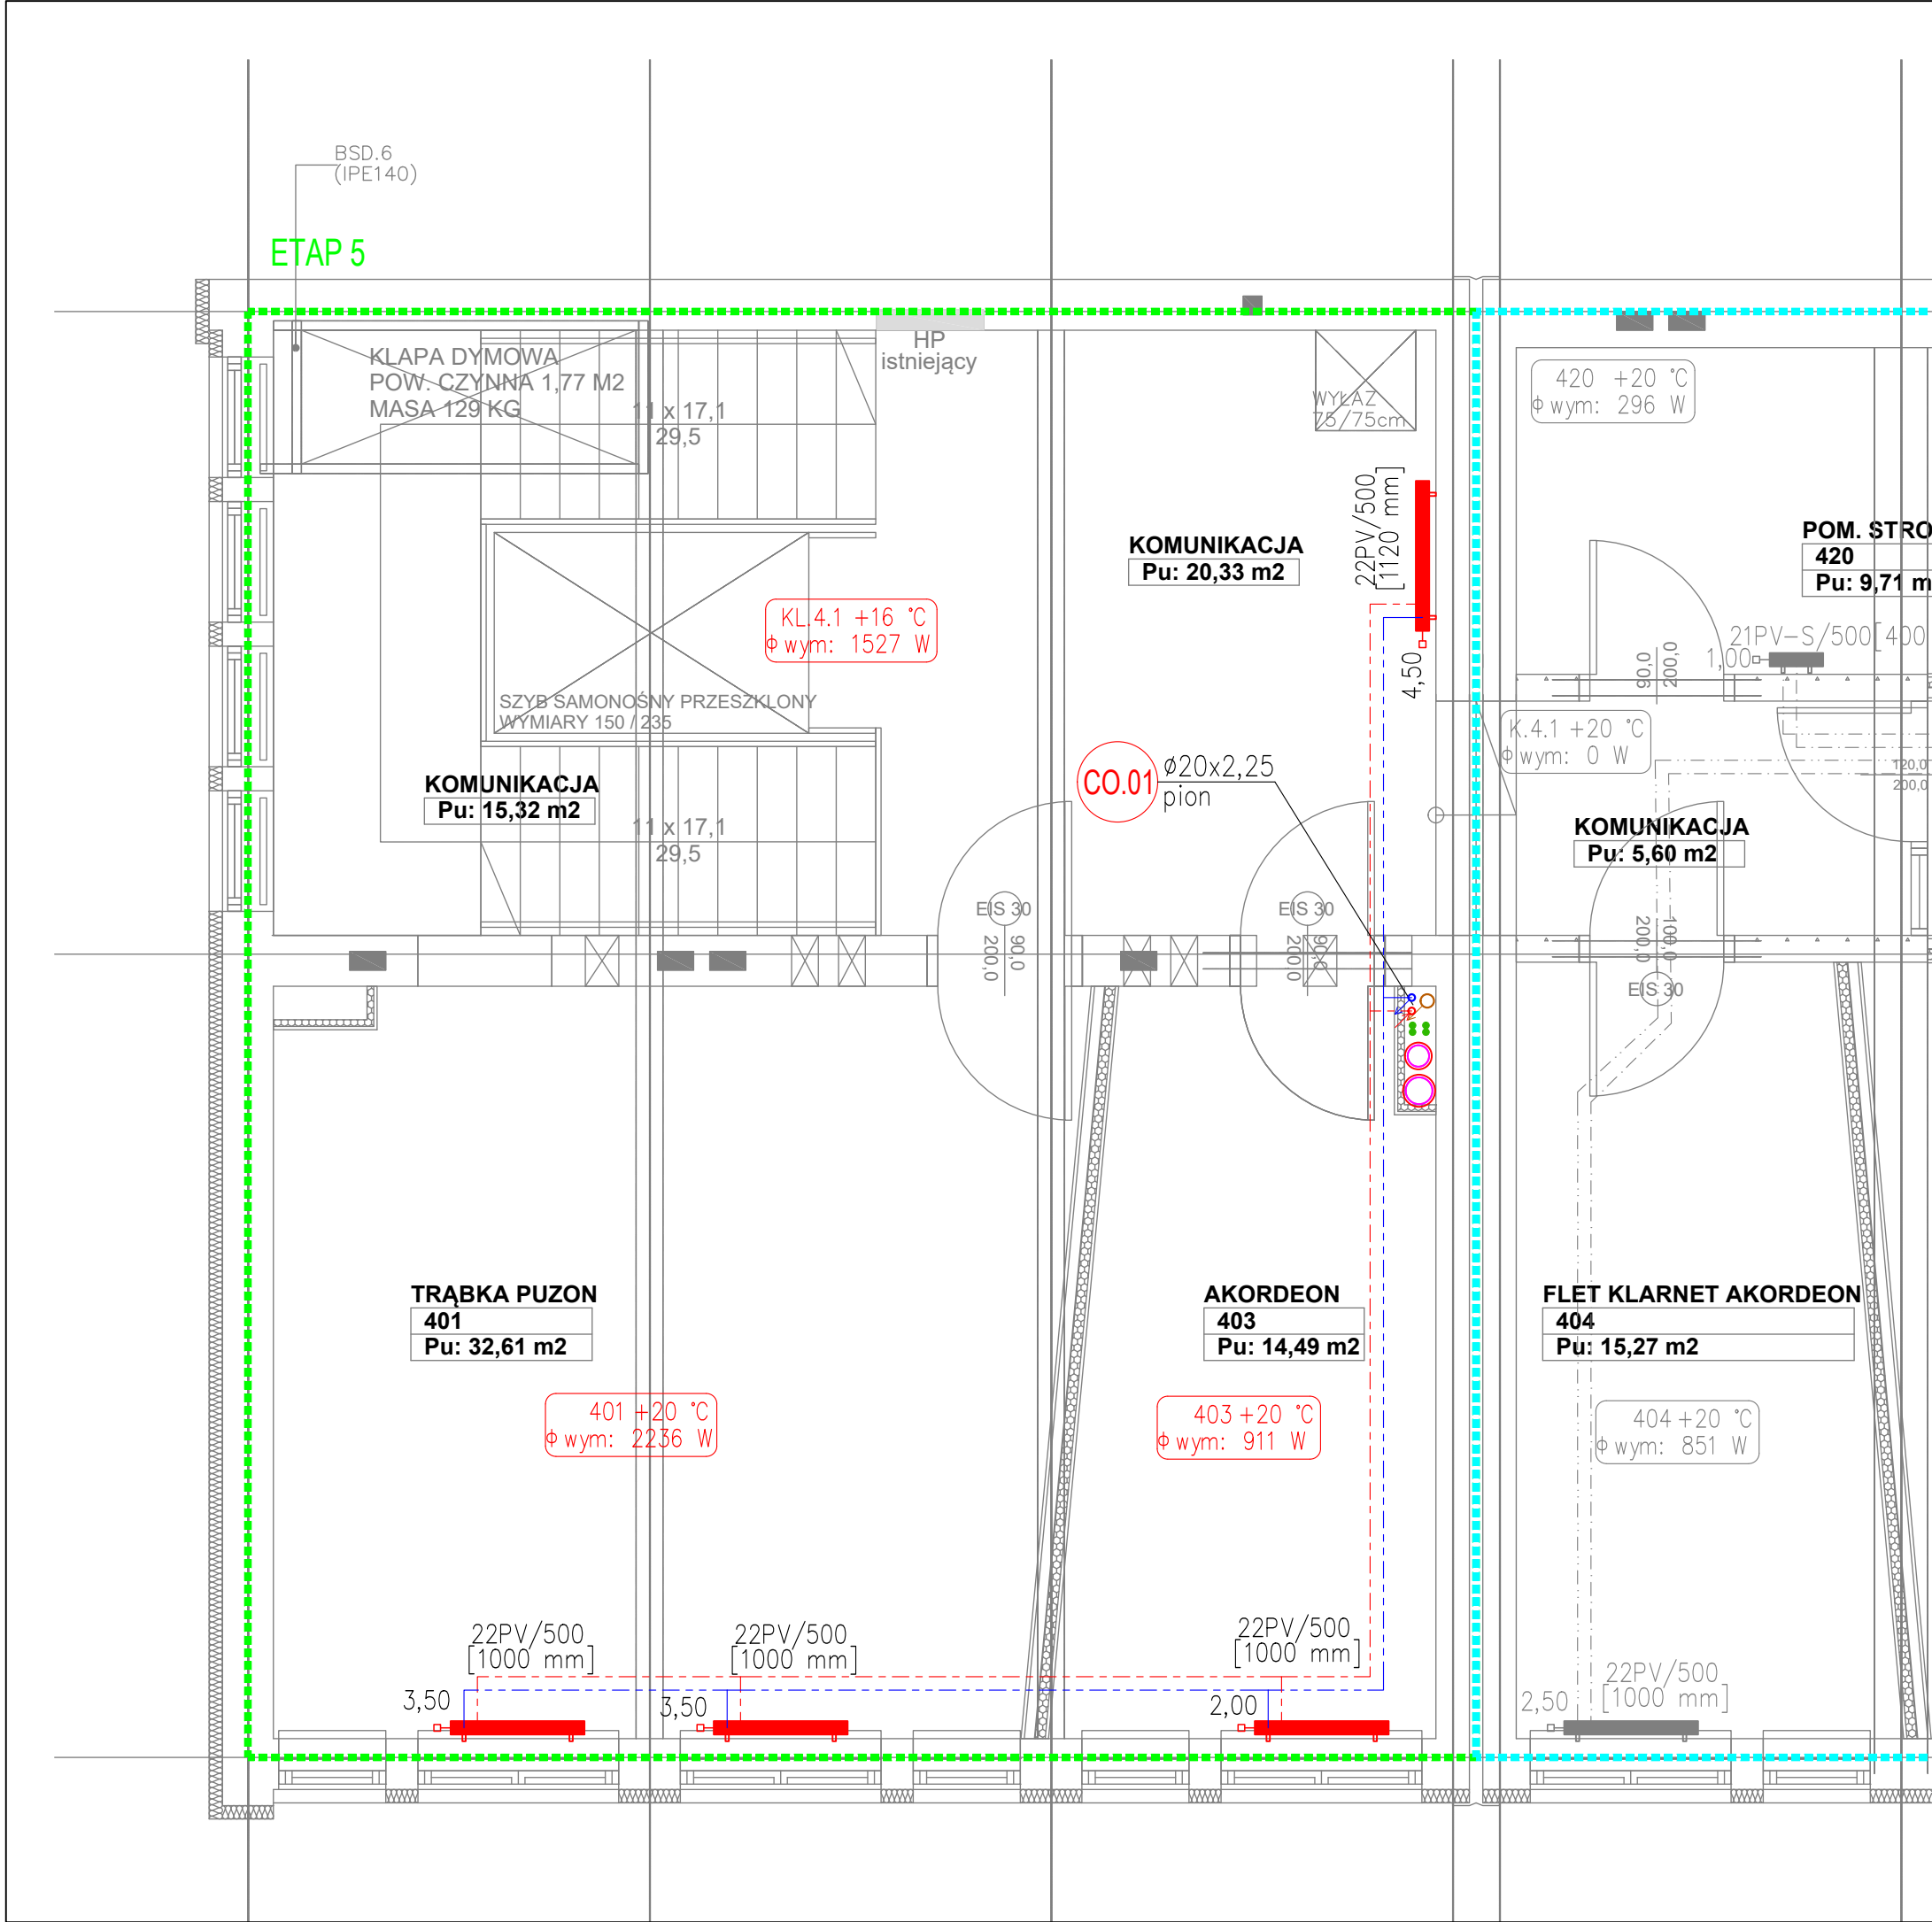 BSD.6
(IPE140)
ETAP 5
KLAPA DYMOWA
POW. CZYNNA 1,77 M2
MASA 129 KG
11 x 17,1
29,5
HP
istniejący
WYŁAZ
75/75cm
420 +20 °C
ϕ wym: 296 W
22PV/500
[1120 mm]
4,50
KOMUNIKACJA
Pu: 20,33 m2
POM. STRO
420
Pu: 9,71 m
KL.4.1 +16 °C
ϕ wym: 1527 W
21PV-S/500[400
1,00
90,0
200,0
SZYB SAMONOŚNY PRZESZKLONY
WYMIARY 150 / 235
K.4.1 +20 °C
ϕ wym: 0 W
120,0
200,0
CO.01
ø20x2,25
pion
KOMUNIKACJA
Pu: 15,32 m2
11 x 17,1
29,5
KOMUNIKACJA
Pu: 5,60 m2
EIS 30
90,0
200,0
EIS 30
90,0
200,0
100,0
200,0
EIS 30
TRĄBKA PUZON
401
Pu: 32,61 m2
AKORDEON
403
Pu: 14,49 m2
FLET KLARNET AKORDEON
404
Pu: 15,27 m2
401 +20 °C
ϕ wym: 2236 W
403 +20 °C
ϕ wym: 911 W
404 +20 °C
ϕ wym: 851 W
22PV/500
[1000 mm]
3,50
22PV/500
[1000 mm]
3,50
22PV/500
[1000 mm]
2,00
22PV/500
[1000 mm]
2,50